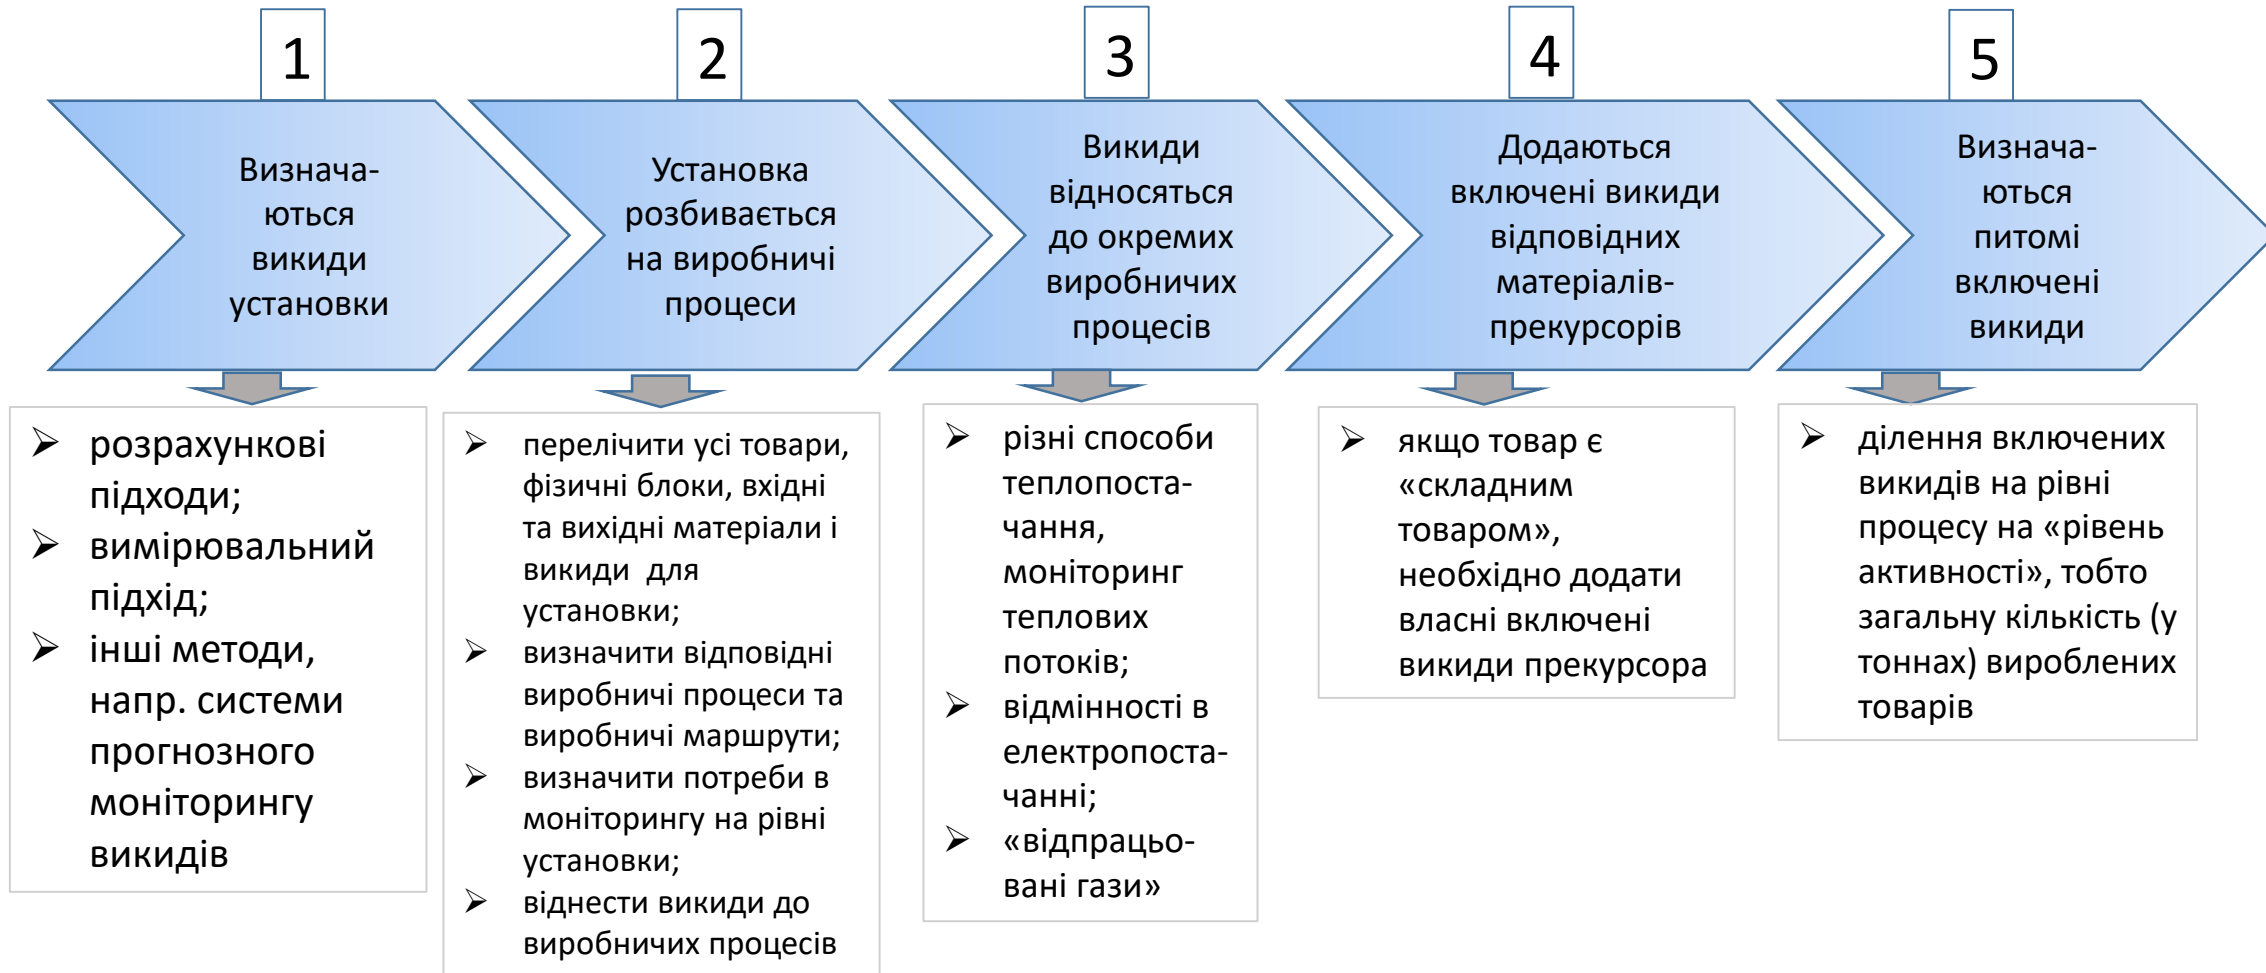 1
Визнача-
ються
викиди
установки
➢ розрахункові
підходи;
➢ вимірювальний
підхід;
➢ інші методи,
напр. системи
прогнозного
моніторингу
викидів
2
Установка
розбивається
на виробничі
процеси
➢ перелічити усі товари,
фізичні блоки, вхідні
та вихідні матеріали і
викиди для
установки;
➢ визначити відповідні
виробничі процеси та
виробничі маршрути;
➢ визначити потреби в
моніторингу на рівні
установки;
➢ віднести викиди до
виробничих процесів
3
Викиди
відносяться
до окремих
виробничих
процесів
➢ різні способи
теплопоста-
чання,
моніторинг
теплових
потоків;
➢ відмінності в
електропоста-
чанні;
➢ «відпрацьо-
вані гази»
4
Додаються
включені викиди
відповідних
матеріалів-
прекурсорів
➢ якщо товар є
«складним
товаром»,
необхідно додати
власні включені
викиди прекурсора
5
Визнача-
ються
питомі
включені
викиди
➢ ділення включених
викидів на рівні
процесу на «рівень
активності», тобто
загальну кількість (у
тоннах) вироблених
товарів